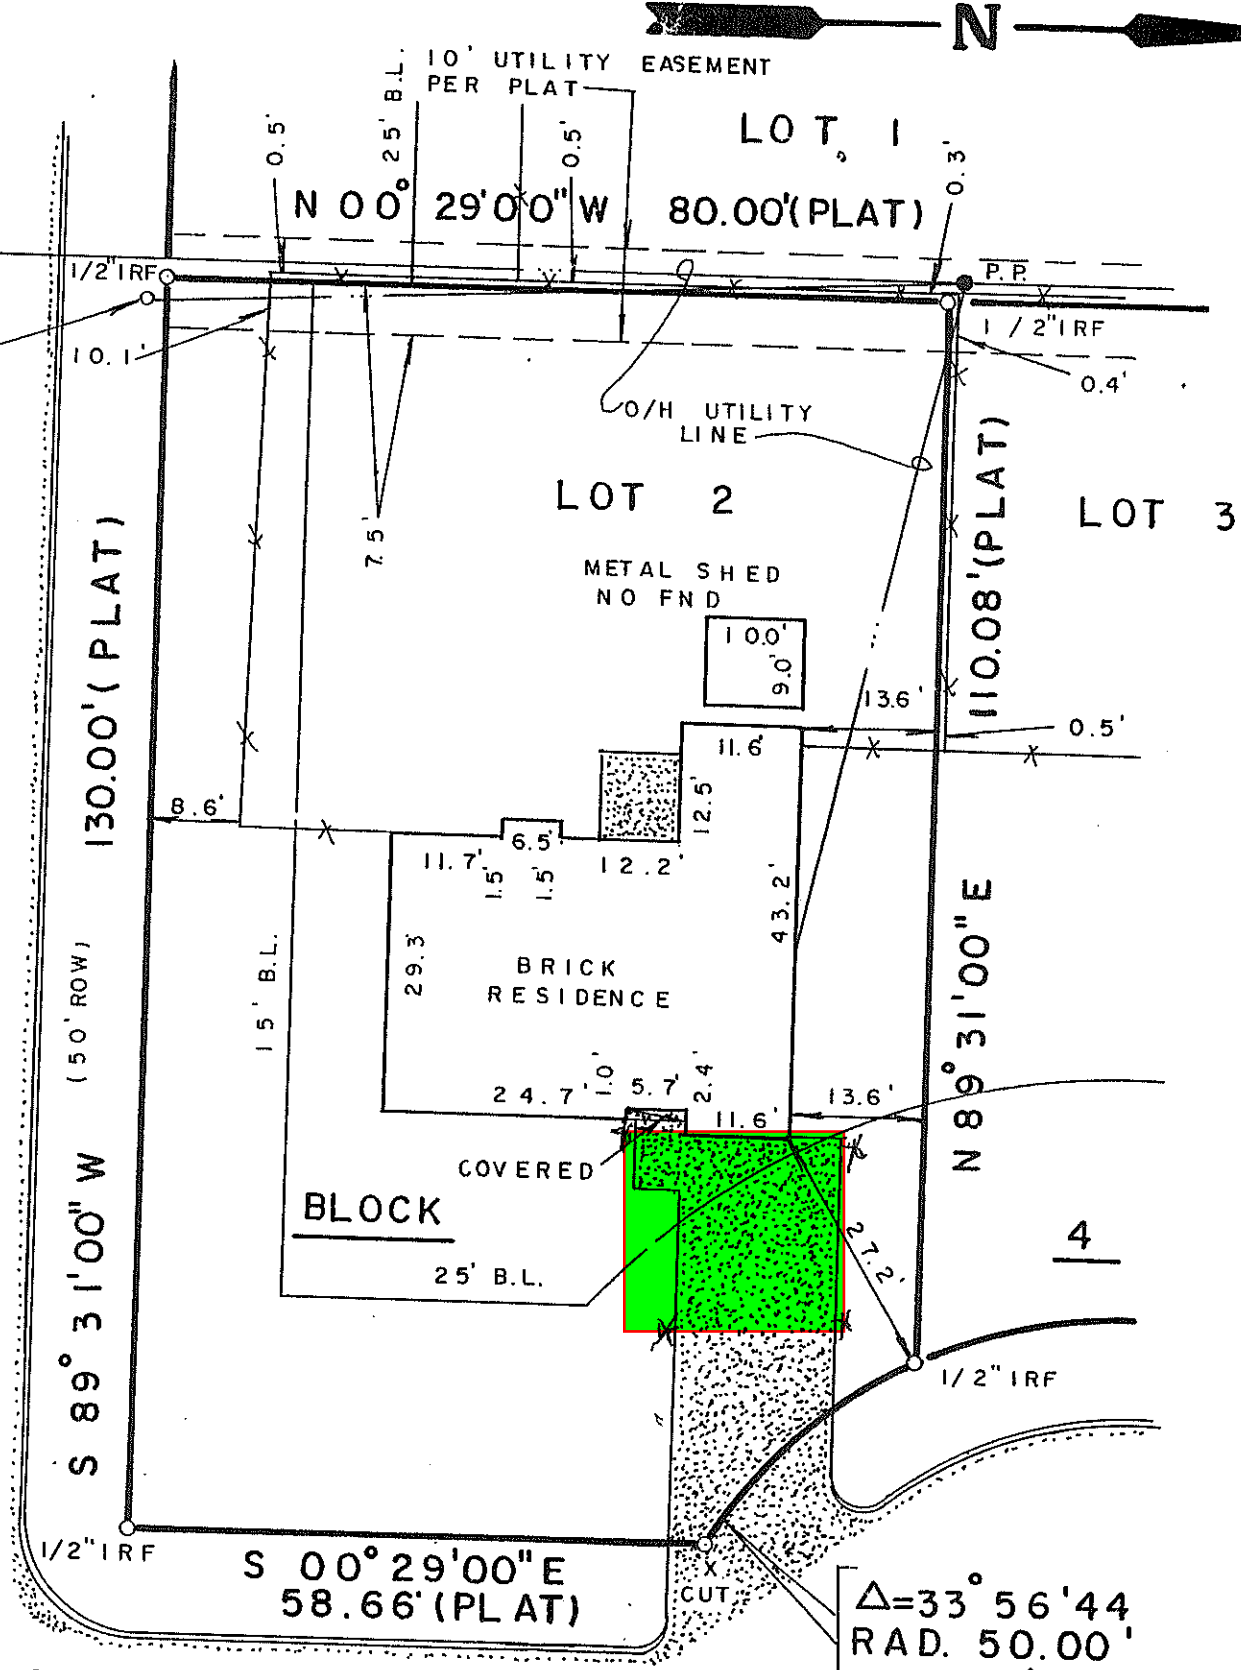 N
10' UTILITY EASEMENT
PER PLAT
25' B.L.
0.5'
0.5'
LOT 1
0.3'
N 00° 29'00" W 80.00'(PLAT)
1/2" IRF
P.P.
1/2" IRF
10.1'
0.4'
O/H UTILITY
LINE
7.5'
LOT 2
LOT 3
METAL SHED
NO FND
10.0'
9.0'
130.00'(PLAT)
110.08'(PLAT)
13.6'
0.5'
11.6'
12.5'
8.6'
11.7'
6.5'
12.2'
1.5'
1.5'
43.2'
29.3'
BRICK
RESIDENCE
(50' ROW)
15' B.L.
N 89° 31'00" E
24.7'
1.0'
5.7'
2.4'
11.6'
13.6'
COVERED
BLOCK
4
27.2'
25' B.L.
S 89° 31'00" W
1/2" IRF
1/2" IRF
S 00° 29'00" E
58.66'(PLAT)
X
CUT
Δ=33° 56'44
RAD. 50.00'